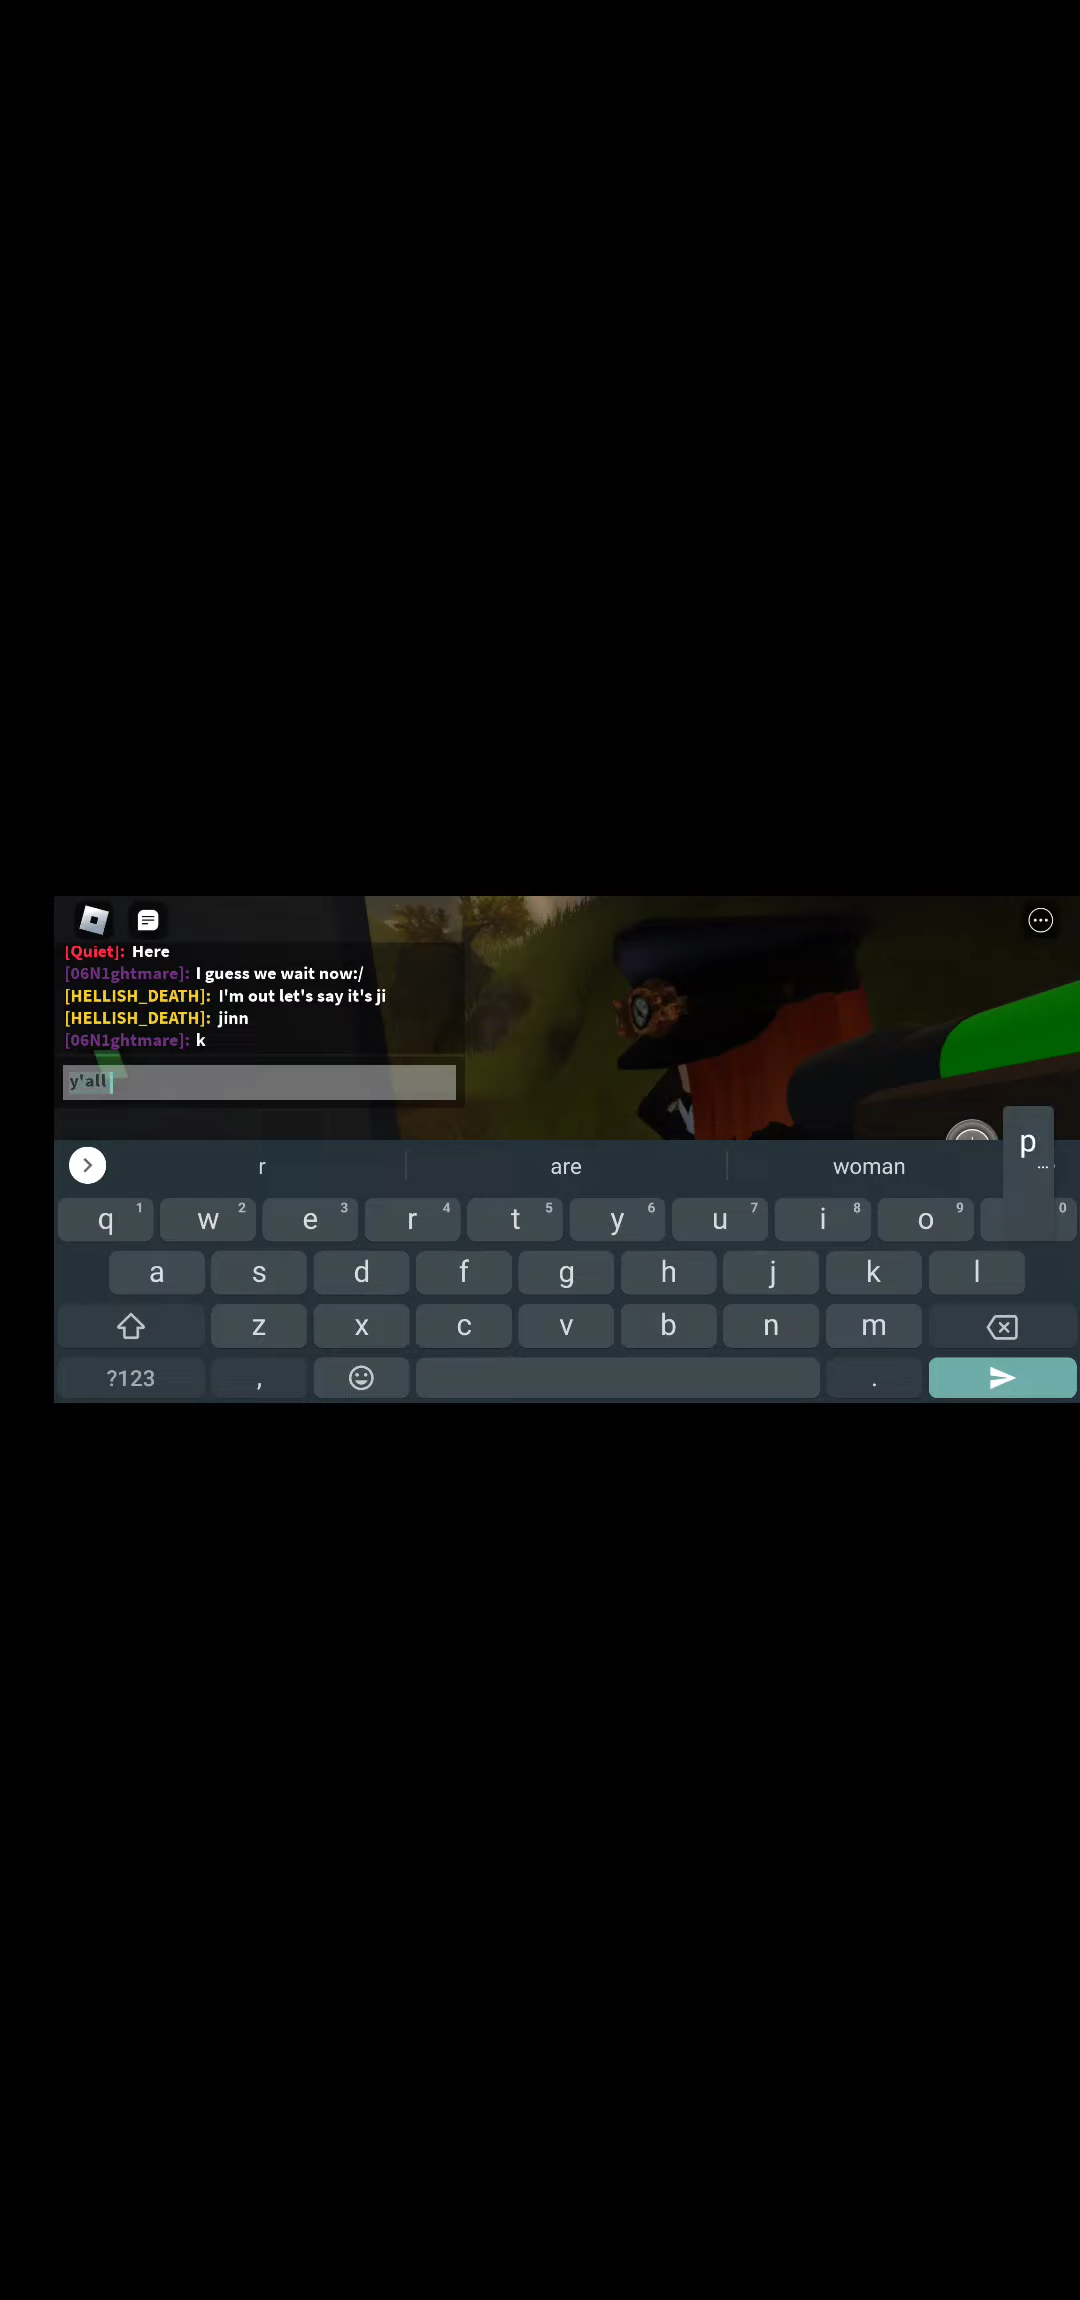 [Quiet]: Here
[06N1ghtmare]: I guess we wait now:/
[HELLISH_DEATH]: I'm out let's say it's ji
[HELLISH_DEATH]: jinn
[06N1ghtmare]: k
y'all
p
...
r are woman
q 1 w 2 e 3 r 4 t 5 y 6 u 7 i 8 o 9 0
a s d f g h j k l
z x c v b n m
?123 , .